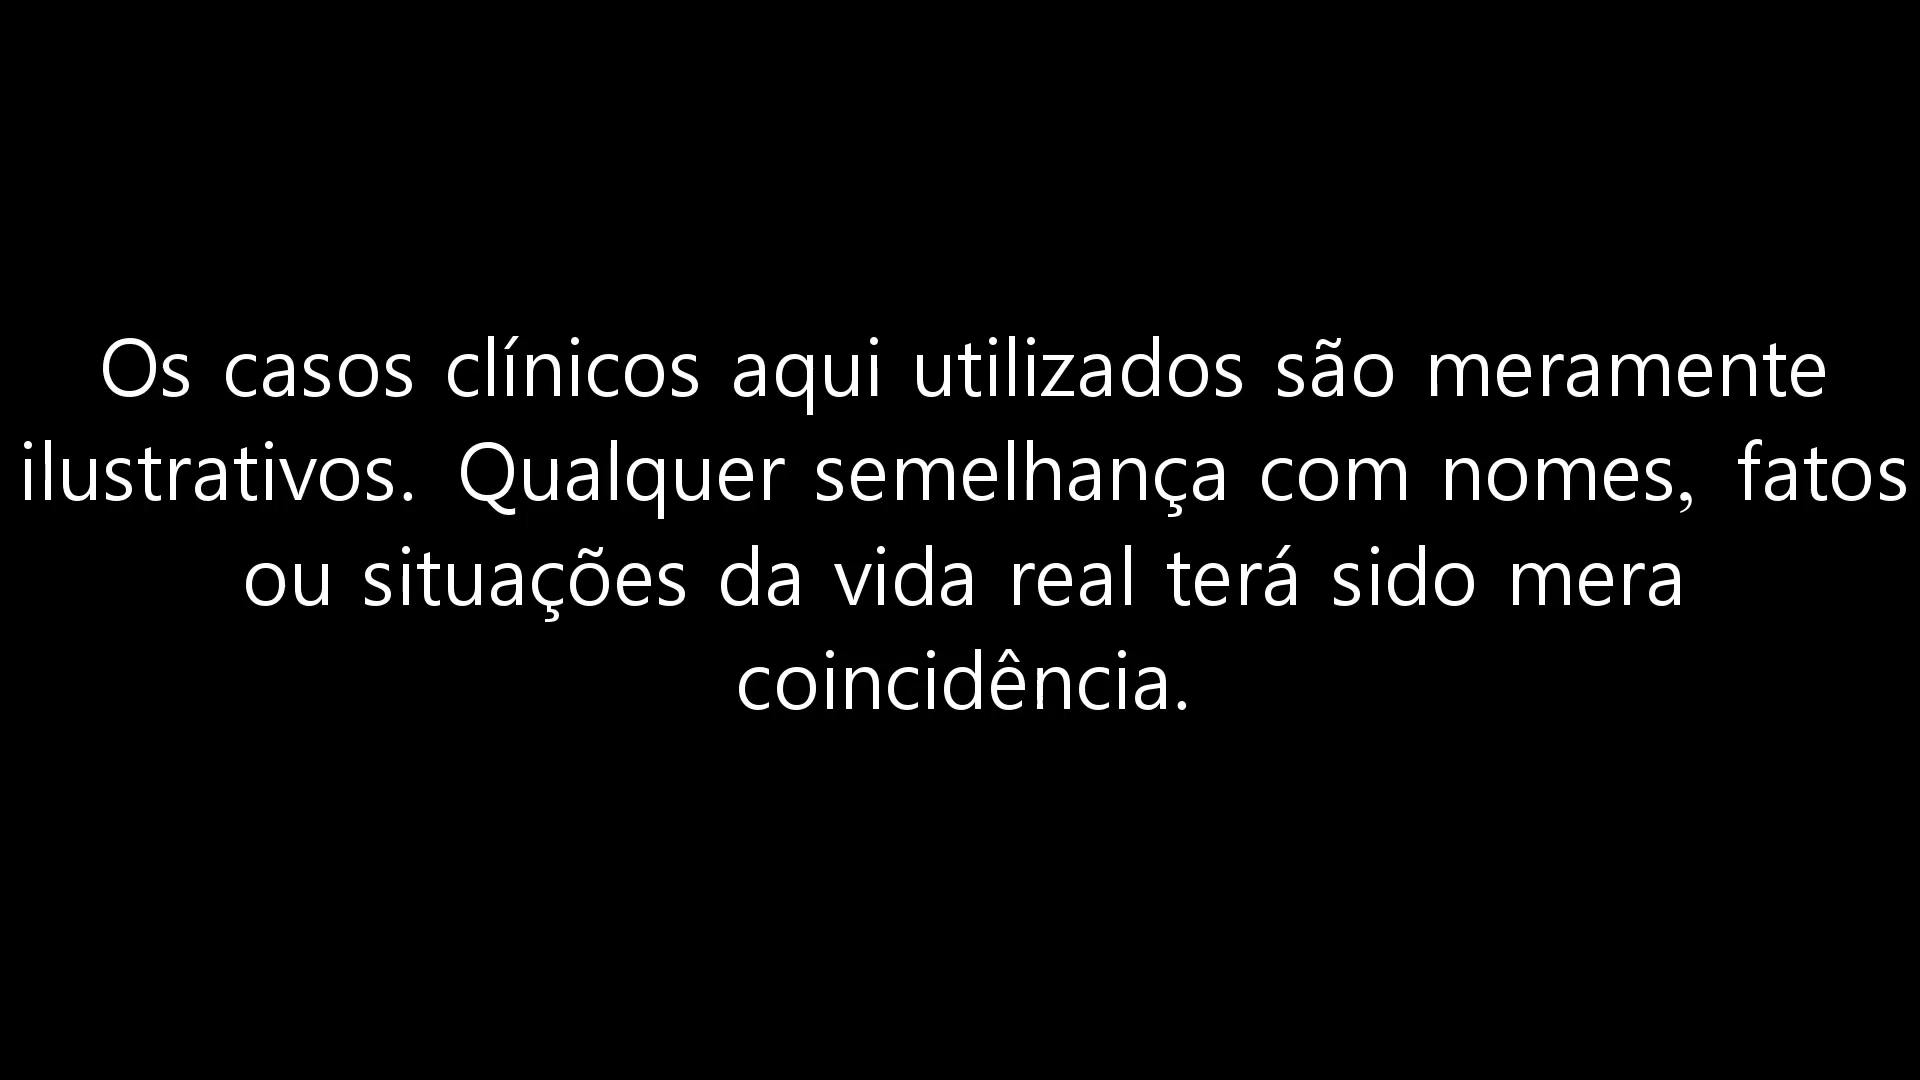 Os casos clínicos aqui utilizados são meramente
ilustrativos. Qualquer semelhança com nomes, fatos
ou situações da vida real terá sido mera
coincidência.